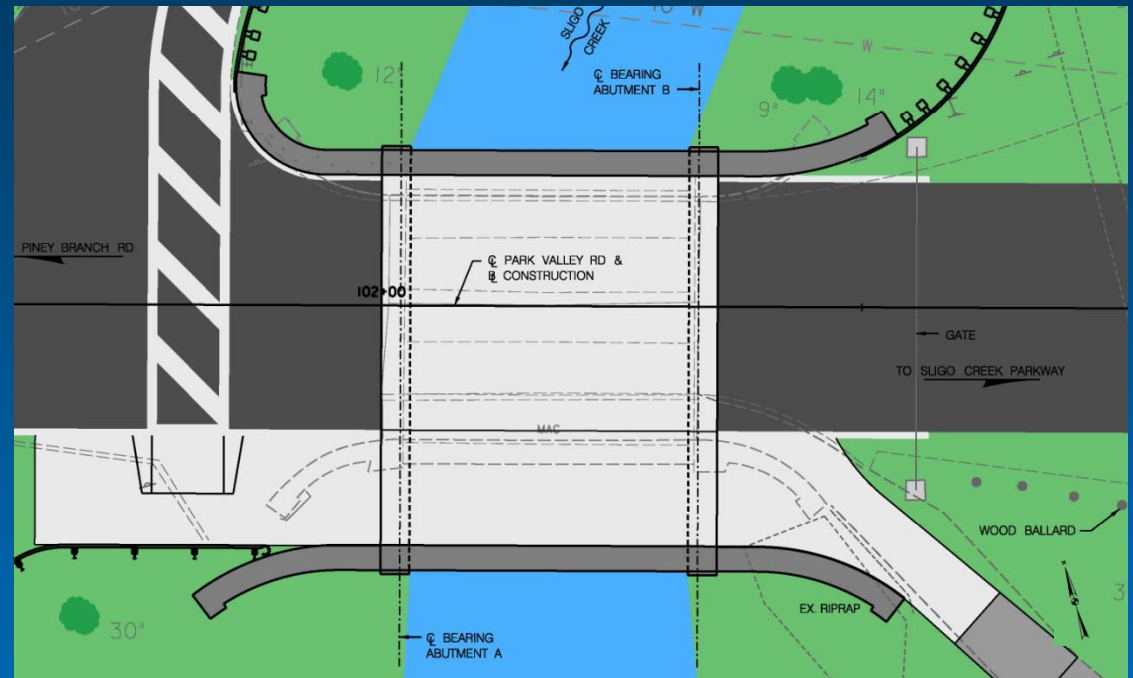 SLIGO
CREEK
W
W
12"
℄ BEARING
ABUTMENT B
9"
14"
PINEY BRANCH RD
℄ PARK VALLEY RD &
B CONSTRUCTION
102+00
GATE
TO SLIGO CREEK PARKWAY
MAC
WOOD BALLARD
EX. RIPRAP
30"
℄ BEARING
ABUTMENT A
3